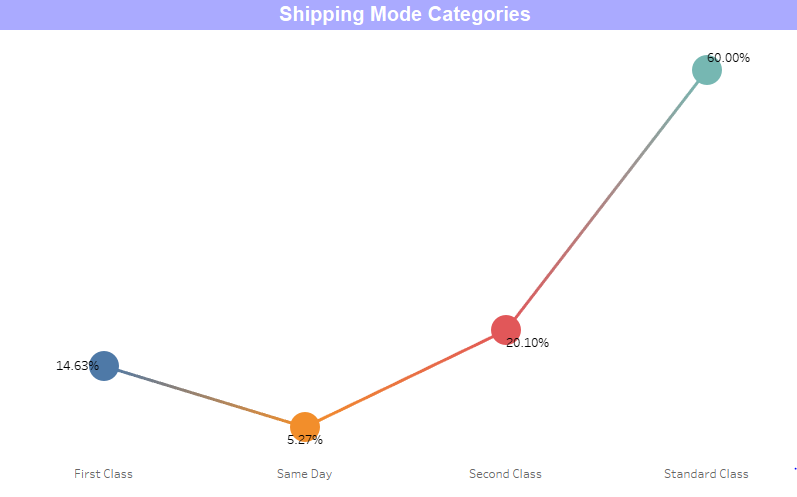 Shipping Mode Categories
60.00%
20.10%
14.63%
5.27%
First Class Same Day Second Class Standard Class